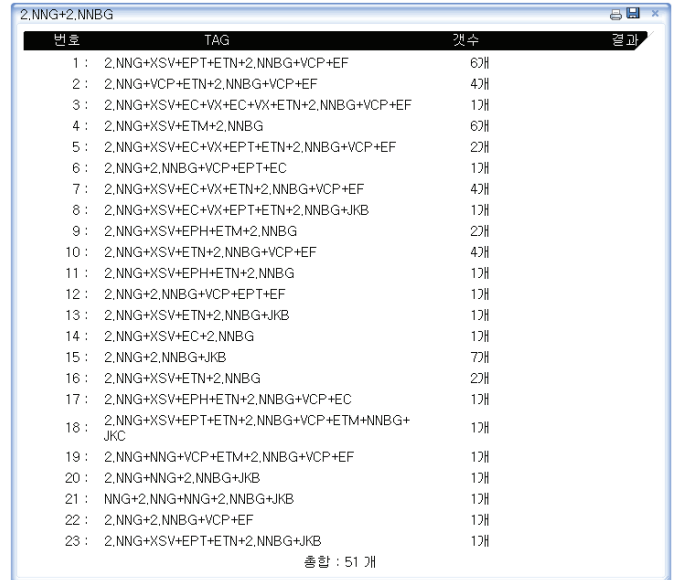 2,NNG+2,NNBG
번호 TAG 갯수 결과
1 : 2,NNG+XSV+EPT+ETN+2,NNBG+VCP+EF 6개
2 : 2,NNG+VCP+ETN+2,NNBG+VCP+EF 4개
3 : 2,NNG+XSV+EC+VX+EC+VX+ETN+2,NNBG+VCP+EF 1개
4 : 2,NNG+XSV+ETM+2,NNBG 6개
5 : 2,NNG+XSV+EC+VX+EPT+ETN+2,NNBG+VCP+EF 2개
6 : 2,NNG+2,NNBG+VCP+EPT+EC 1개
7 : 2,NNG+XSV+EC+VX+ETN+2,NNBG+VCP+EF 4개
8 : 2,NNG+XSV+EC+VX+EPT+ETN+2,NNBG+JKB 1개
9 : 2,NNG+XSV+EPH+ETM+2,NNBG 2개
10 : 2,NNG+XSV+ETN+2,NNBG+VCP+EF 4개
11 : 2,NNG+XSV+EPH+ETN+2,NNBG 1개
12 : 2,NNG+2,NNBG+VCP+EPT+EF 1개
13 : 2,NNG+XSV+ETN+2,NNBG+JKB 1개
14 : 2,NNG+XSV+EC+2,NNBG 1개
15 : 2,NNG+2,NNBG+JKB 7개
16 : 2,NNG+XSV+ETN+2,NNBG 2개
17 : 2,NNG+XSV+EPH+ETN+2,NNBG+VCP+EC 1개
18 : 2,NNG+XSV+EPT+ETN+2,NNBG+VCP+ETM+NNBG+ 1개
JKC
19 : 2,NNG+NNG+VCP+ETM+2,NNBG+VCP+EF 1개
20 : 2,NNG+NNG+2,NNBG+JKB 1개
21 : NNG+2,NNG+NNG+2,NNBG+JKB 1개
22 : 2,NNG+2,NNBG+VCP+EF 1개
23 : 2,NNG+XSV+EPT+ETN+2,NNBG+JKB 1개
총합 : 51 개